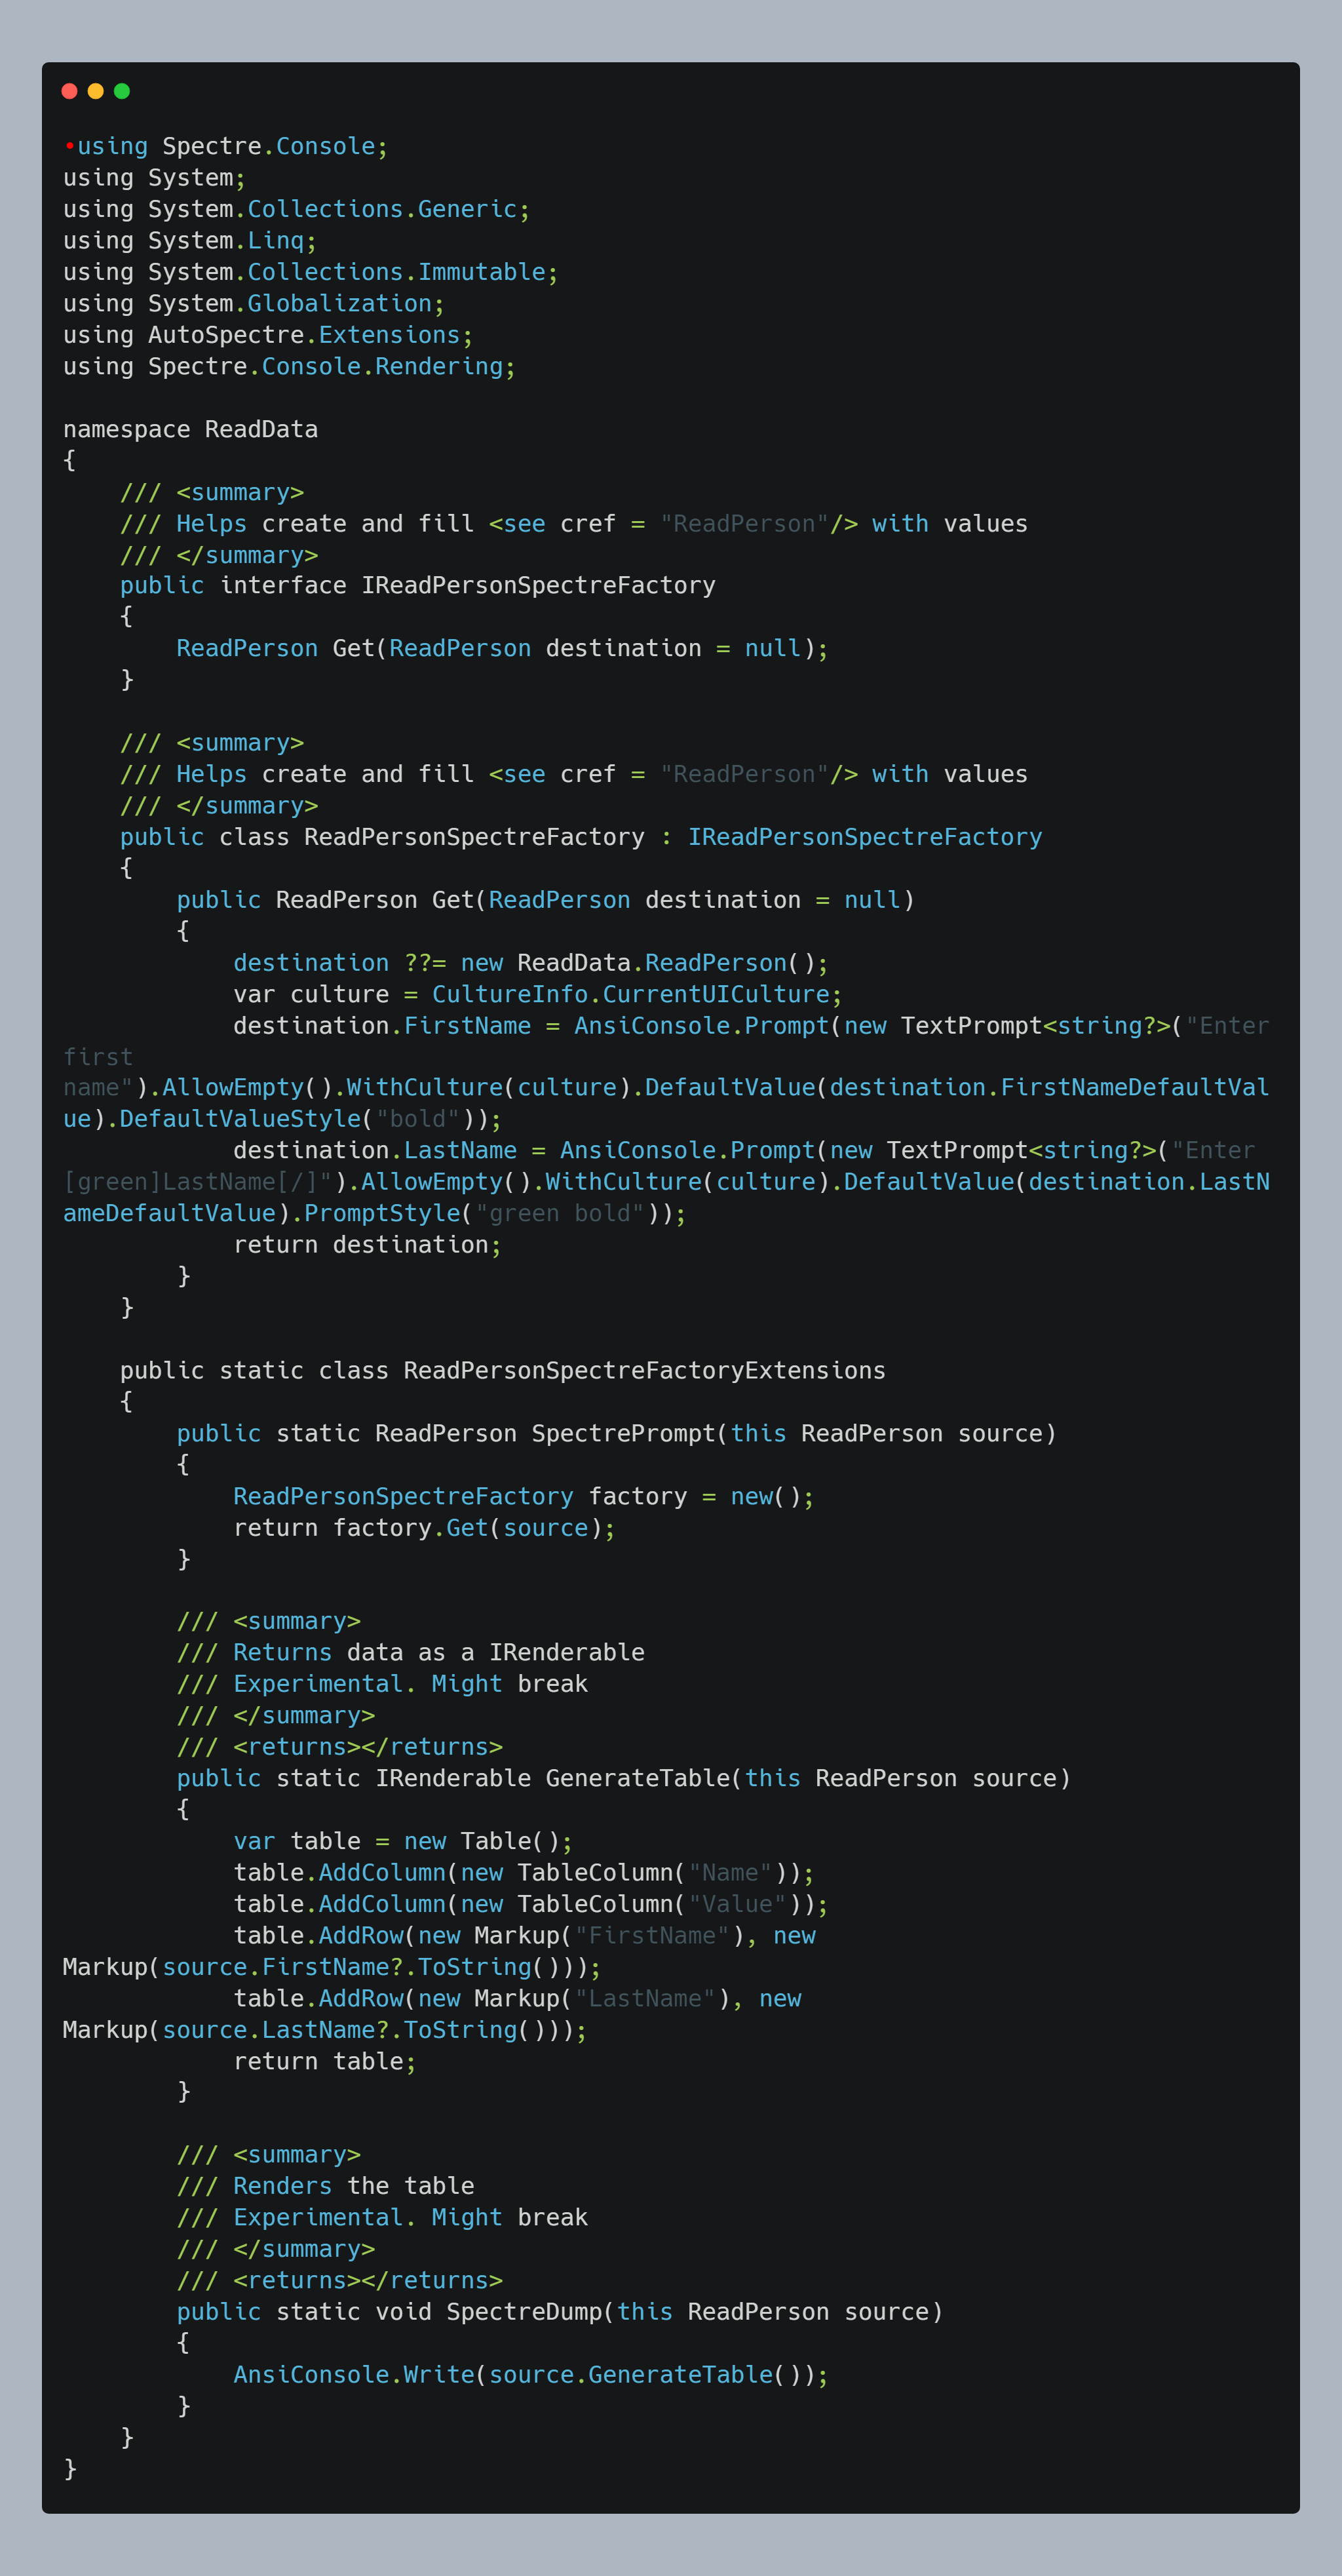 •using Spectre.Console;
using System;
using System.Collections.Generic;
using System.Linq;
using System.Collections.Immutable;
using System.Globalization;
using AutoSpectre.Extensions;
using Spectre.Console.Rendering;

namespace ReadData
{
    /// <summary>
    /// Helps create and fill <see cref = "ReadPerson"/> with values
    /// </summary>
    public interface IReadPersonSpectreFactory
    {
        ReadPerson Get(ReadPerson destination = null);
    }

    /// <summary>
    /// Helps create and fill <see cref = "ReadPerson"/> with values
    /// </summary>
    public class ReadPersonSpectreFactory : IReadPersonSpectreFactory
    {
        public ReadPerson Get(ReadPerson destination = null)
        {
            destination ??= new ReadData.ReadPerson();
            var culture = CultureInfo.CurrentUICulture;
            destination.FirstName = AnsiConsole.Prompt(new TextPrompt<string?>("Enter
first
name").AllowEmpty().WithCulture(culture).DefaultValue(destination.FirstNameDefaultVal
ue).DefaultValueStyle("bold"));
            destination.LastName = AnsiConsole.Prompt(new TextPrompt<string?>("Enter
[green]LastName[/]").AllowEmpty().WithCulture(culture).DefaultValue(destination.LastN
ameDefaultValue).PromptStyle("green bold"));
            return destination;
        }
    }

    public static class ReadPersonSpectreFactoryExtensions
    {
        public static ReadPerson SpectrePrompt(this ReadPerson source)
        {
            ReadPersonSpectreFactory factory = new();
            return factory.Get(source);
        }

        /// <summary>
        /// Returns data as a IRenderable
        /// Experimental. Might break
        /// </summary>
        /// <returns></returns>
        public static IRenderable GenerateTable(this ReadPerson source)
        {
            var table = new Table();
            table.AddColumn(new TableColumn("Name"));
            table.AddColumn(new TableColumn("Value"));
            table.AddRow(new Markup("FirstName"), new
Markup(source.FirstName?.ToString()));
            table.AddRow(new Markup("LastName"), new
Markup(source.LastName?.ToString()));
            return table;
        }

        /// <summary>
        /// Renders the table
        /// Experimental. Might break
        /// </summary>
        /// <returns></returns>
        public static void SpectreDump(this ReadPerson source)
        {
            AnsiConsole.Write(source.GenerateTable());
        }
    }
}